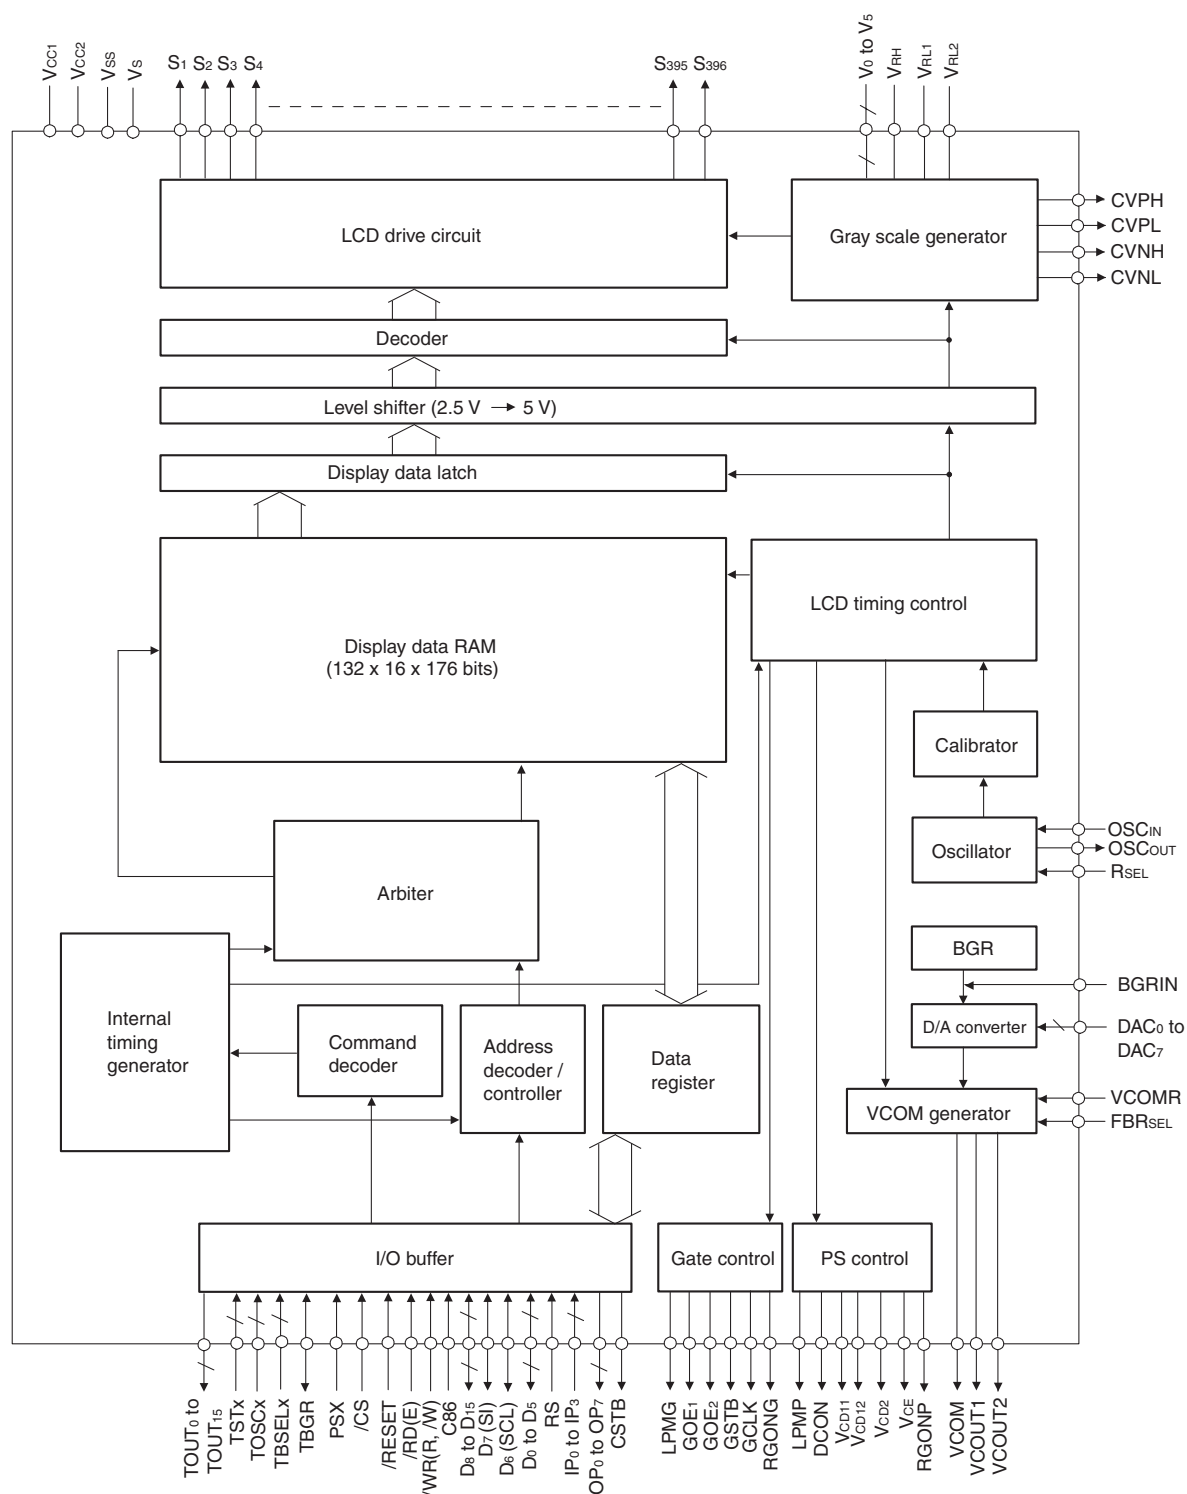 VCC1
VCC2
VSS
VS
S1
S2
S3
S4
S395
S396
V0 to V5
VRH
VRL1
VRL2
LCD drive circuit
Gray scale generator
CVPH
CVPL
CVNH
CVNL
Decoder
Level shifter (2.5 V → 5 V)
Display data latch
LCD timing control
Display data RAM
(132 x 16 x 176 bits)
Calibrator
Oscillator
OSCIN
OSCOUT
RSEL
Arbiter
BGR
BGRIN
Internal
timing
generator
Command
decoder
Address
decoder /
controller
Data
register
D/A converter
DAC0 to
DAC7
VCOM generator
VCOMR
FBRSEL
I/O buffer
Gate control
PS control
TOUT0 to
TOUT15
TSTx
TOSCx
TBSELx
TBGR
PSX
/CS
/RESET
/RD(E)
/WR(R, /W)
C86
D8 to D15
D7 (SI)
D6 (SCL)
D0 to D5
RS
IP0 to IP3
OP0 to OP7
CSTB
LPMG
GOE1
GOE2
GSTB
GCLK
RGONG
LPMP
DCON
VCD11
VCD12
VCD2
VCE
RGONP
VCOM
VCOUT1
VCOUT2